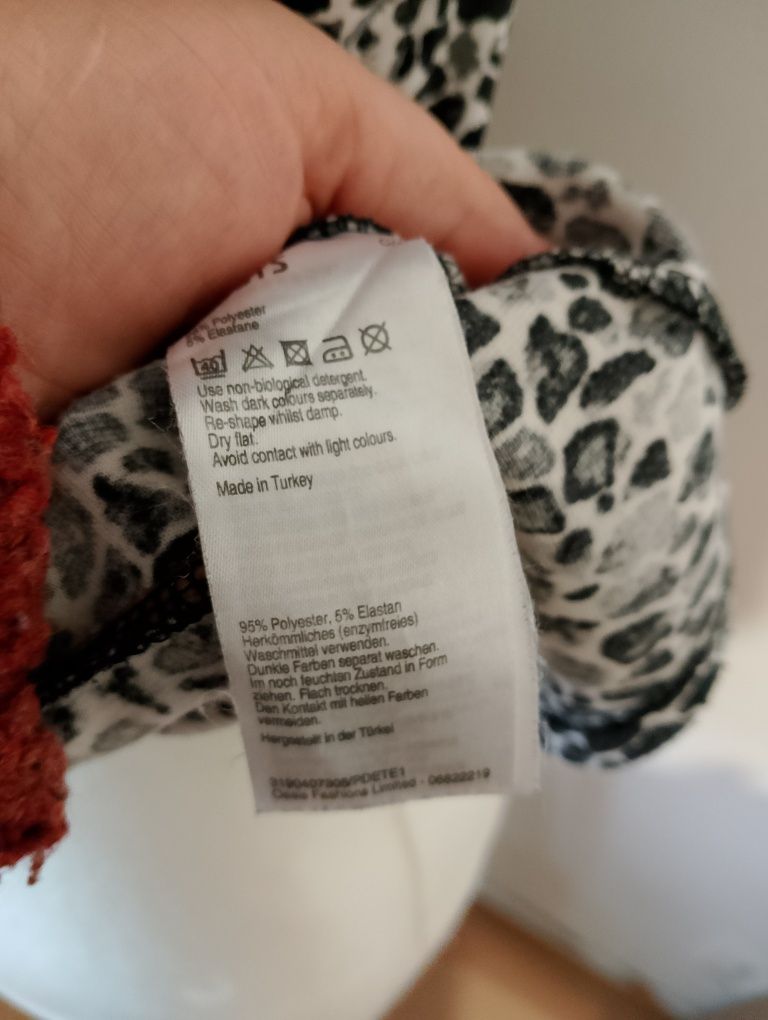 Polyester
5% Elastane
40
Use non-biological detergent.
Wash dark colours separately.
Re-shape whilst damp.
Dry flat.
Avoid contact with light colours.
Made in Turkey
95% Polyester, 5% Elastan
Herkömmliches (enzymfreies)
Waschmittel verwenden.
Dunkle Farben separat waschen.
Im noch feuchten Zustand in Form
ziehen. Flach trocknen.
Den Kontakt mit hellen Farben
vermeiden.
Hergestellt in der Türkei
Fashions Limited - 06822219